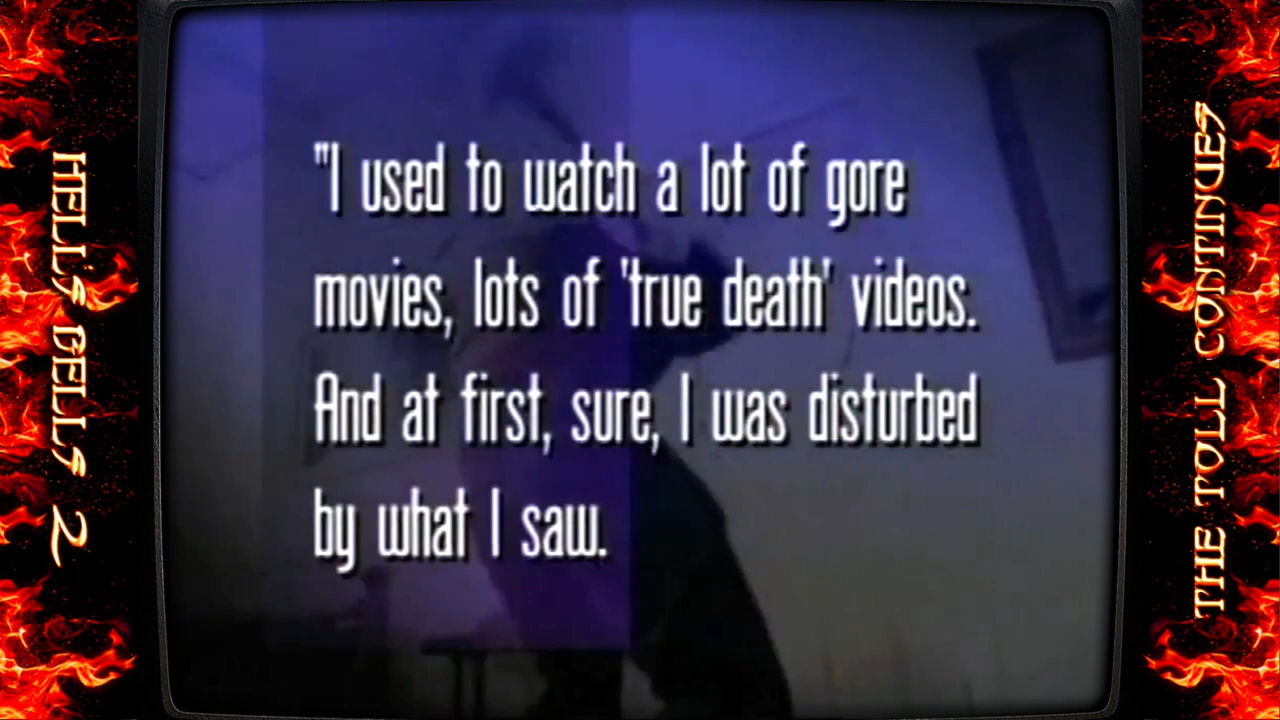 HELLS BELLS 2
"I used to watch a lot of gore
movies, lots of 'true death' videos.
And at first, sure, I was disturbed
by what I saw.
THE TOLL CONTINUES